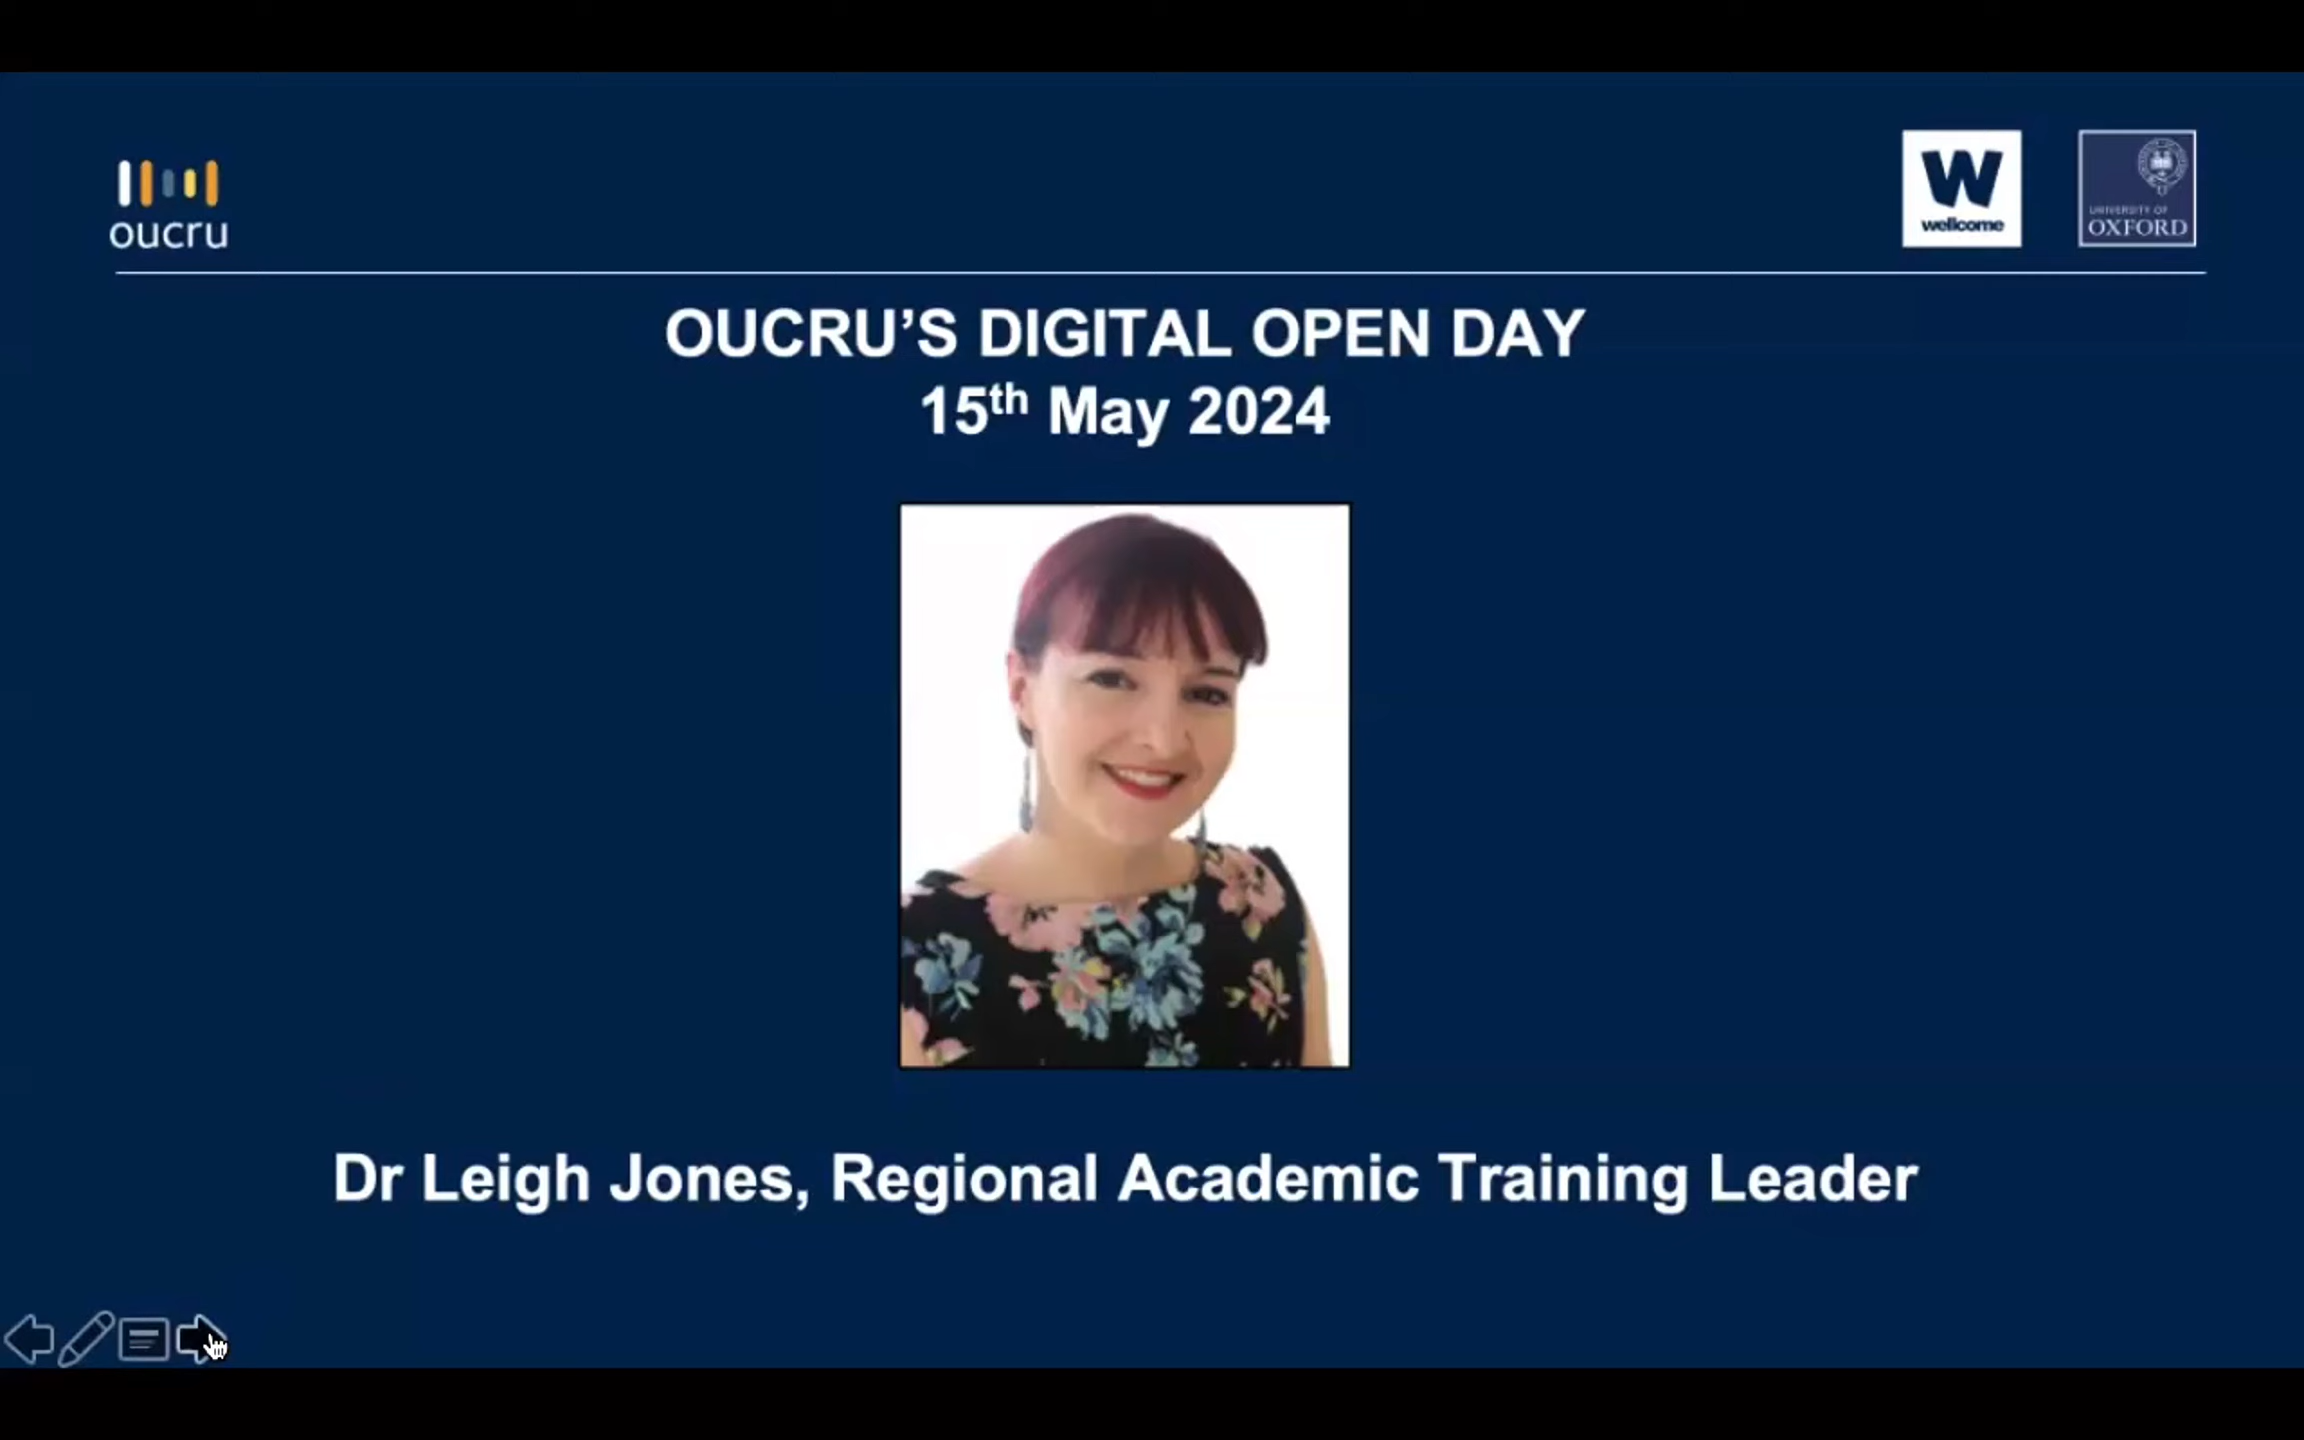 oucru
W
wellcome
UNIVERSITY OF
OXFORD
OUCRU’S DIGITAL OPEN DAY
15th May 2024
Dr Leigh Jones, Regional Academic Training Leader